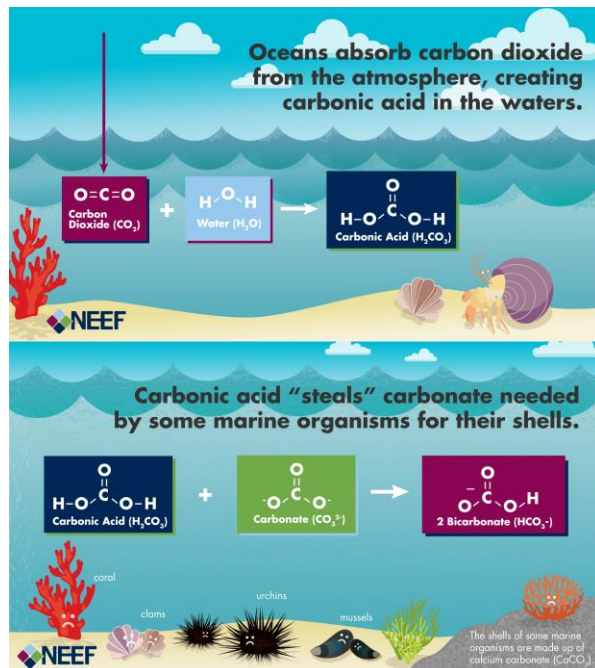 Oceans absorb carbon dioxide
from the atmosphere, creating
carbonic acid in the waters.
O=C=O
Carbon
Dioxide (CO₂)
+
H O H
Water (H₂O)
O
C
H-O O-H
Carbonic Acid (H₂CO₃)
NEEF
Carbonic acid “steals” carbonate needed
by some marine organisms for their shells.
O
C
H-O O-H
Carbonic Acid (H₂CO₃)
+
O
C
-O O-
Carbonate (CO₃²⁻)
O
C
-O O H
2 Bicarbonate (HCO₃-)
coral
clams
urchins
mussels
The shells of some marine
organisms are made up of
calcium carbonate (CaCO₃)
NEEF